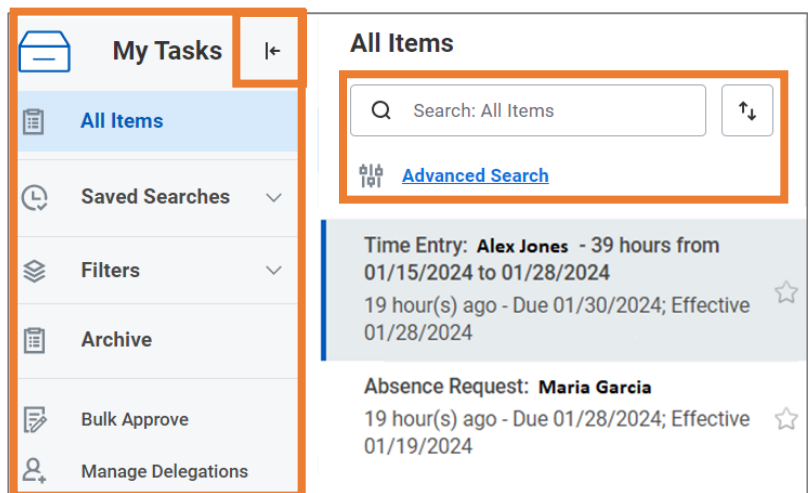 My Tasks
All Items
Saved Searches
Filters
Archive
Bulk Approve
Manage Delegations
All Items
Search: All Items
Advanced Search
Time Entry: Alex Jones - 39 hours from
01/15/2024 to 01/28/2024
19 hour(s) ago - Due 01/30/2024; Effective
01/28/2024
Absence Request: Maria Garcia
19 hour(s) ago - Due 01/28/2024; Effective
01/19/2024